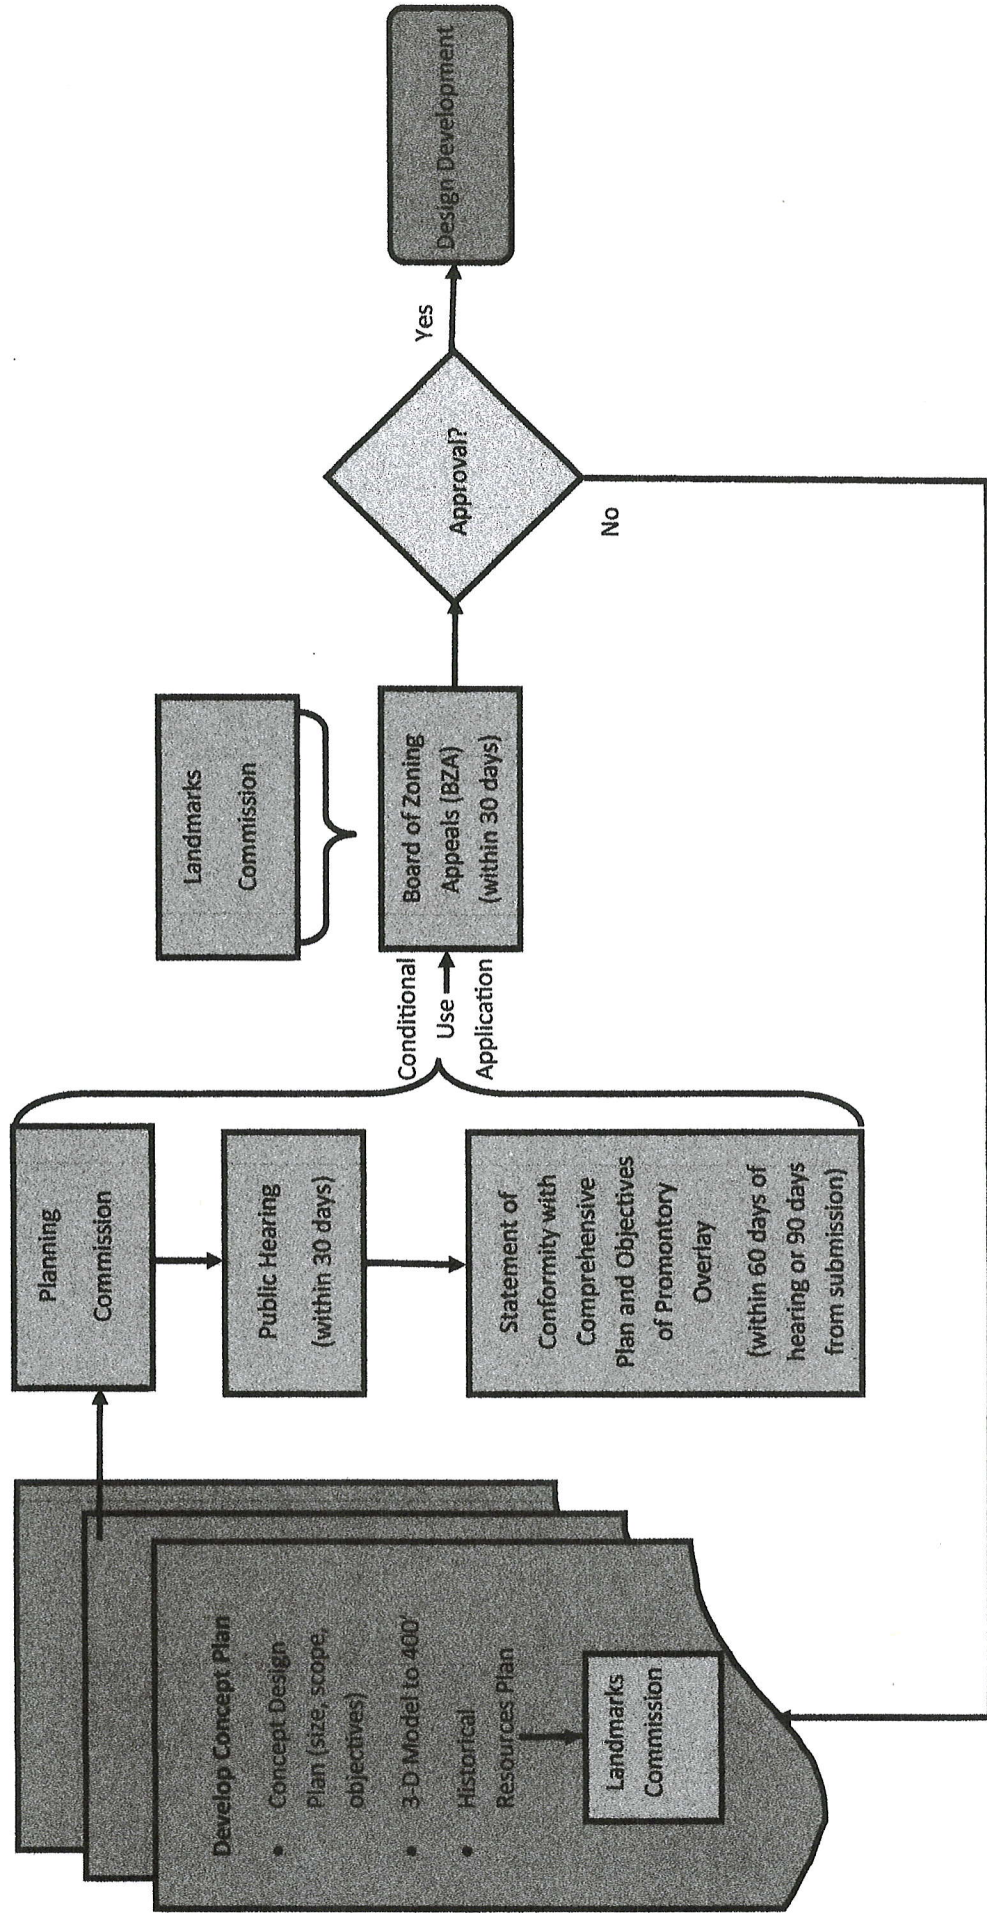 Develop Concept Plan
• Concept Design
Plan (size, scope,
objectives)
• 3-D Model to 400'
• Historical
Resources Plan
Landmarks
Commission
Planning
Commission
Public Hearing
(within 30 days)
Statement of
Conformity with
Comprehensive
Plan and Objectives
of Promontory
Overlay
(within 60 days of
hearing or 90 days
from submission)
Conditional
Use
Application
Landmarks
Commission
Board of Zoning
Appeals (BZA)
(within 30 days)
Approval?
Yes
No
Design Development